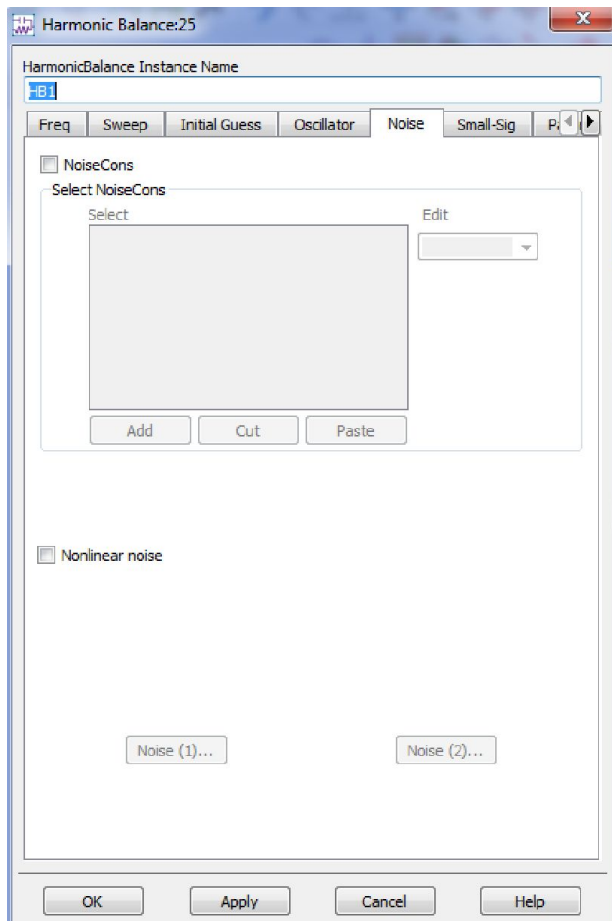 Harmonic Balance:25
HarmonicBalance Instance Name
HB1
Freq Sweep Initial Guess Oscillator Noise Small-Sig
NoiseCons
Select NoiseCons
Select Edit
Add Cut Paste
Nonlinear noise
Noise (1)... Noise (2)...
OK Apply Cancel Help